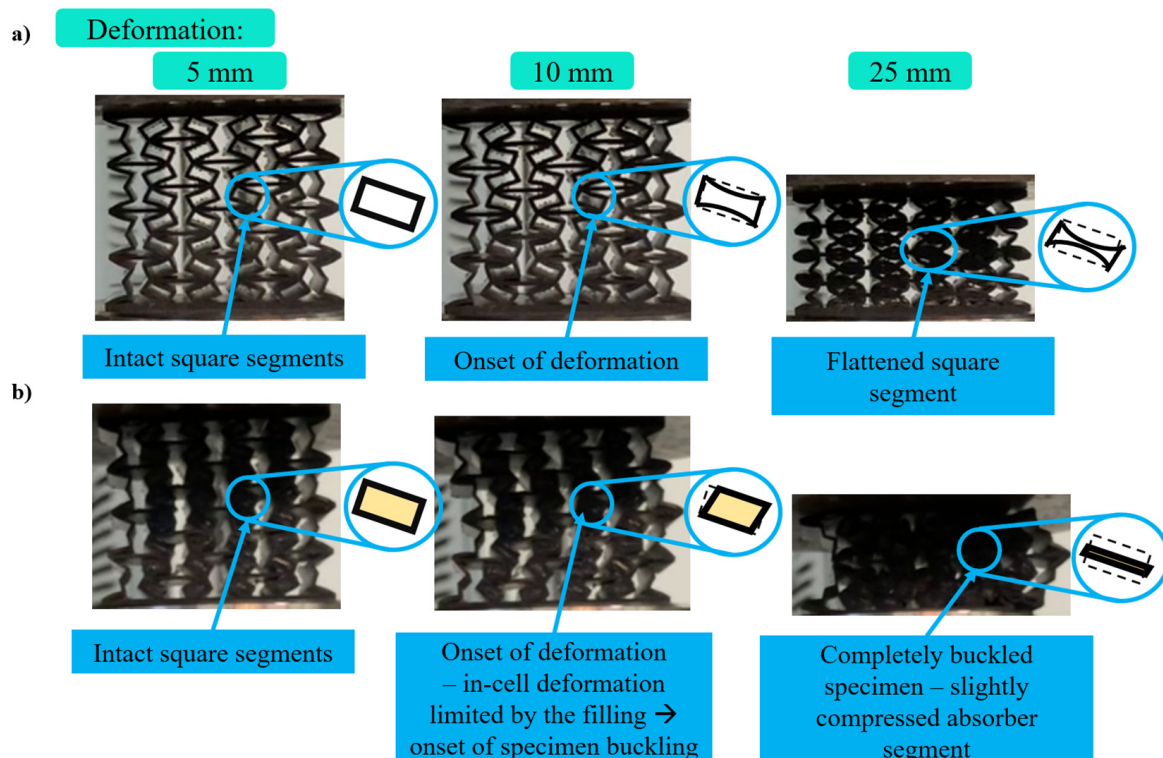 a)
Deformation:
5 mm
10 mm
25 mm
Intact square segments
Onset of deformation
Flattened square
segment
b)
Intact square segments
Onset of deformation
– in-cell deformation
limited by the filling →
onset of specimen buckling
Completely buckled
specimen – slightly
compressed absorber
segment